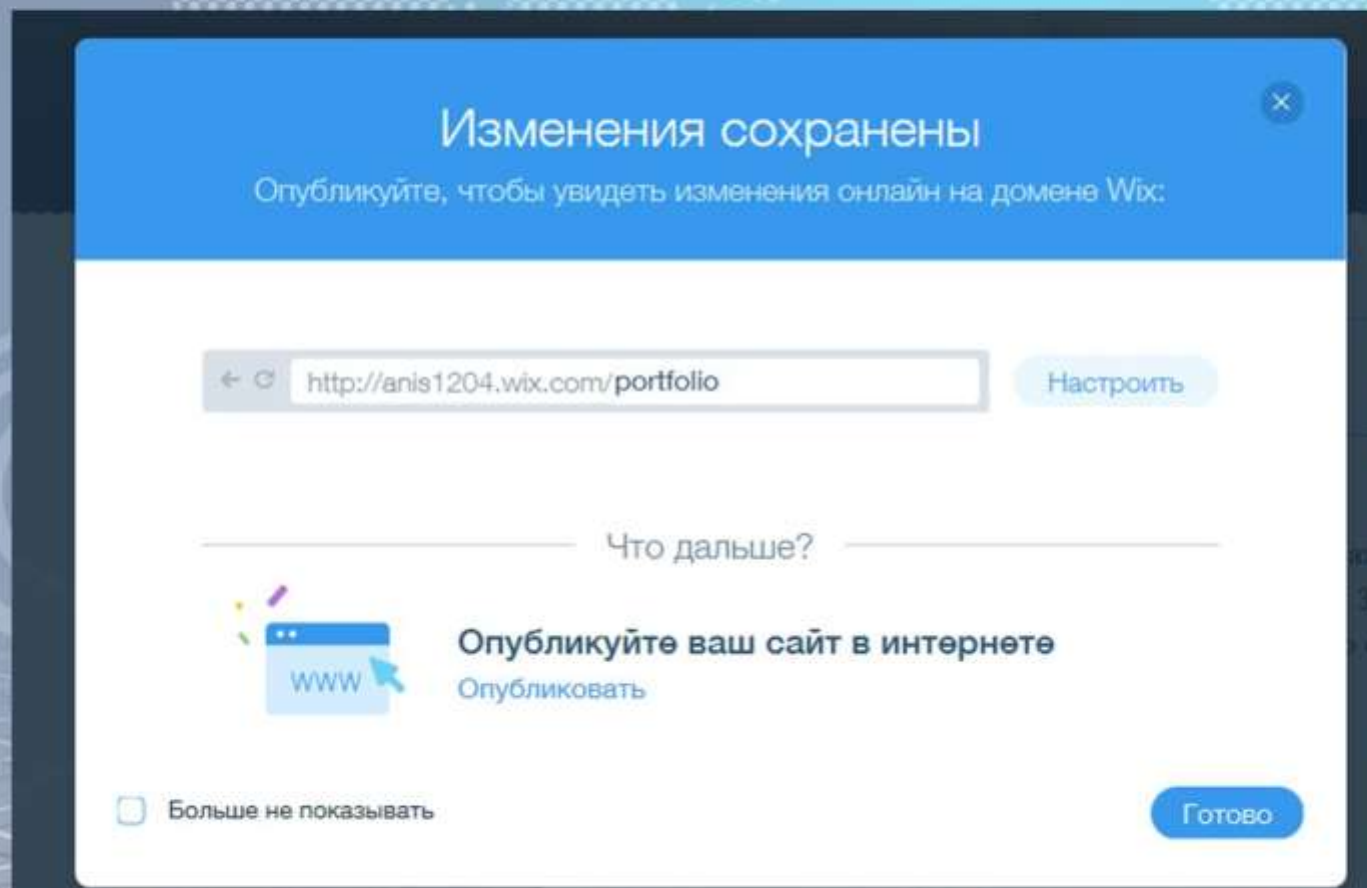 Изменения сохранены
Опубликуйте, чтобы увидеть изменения онлайн на домене Wix:
http://anis1204.wix.com/portfolio
Настроить
Что дальше?
www
Опубликуйте ваш сайт в интернете
Опубликовать
Больше не показывать
Готово